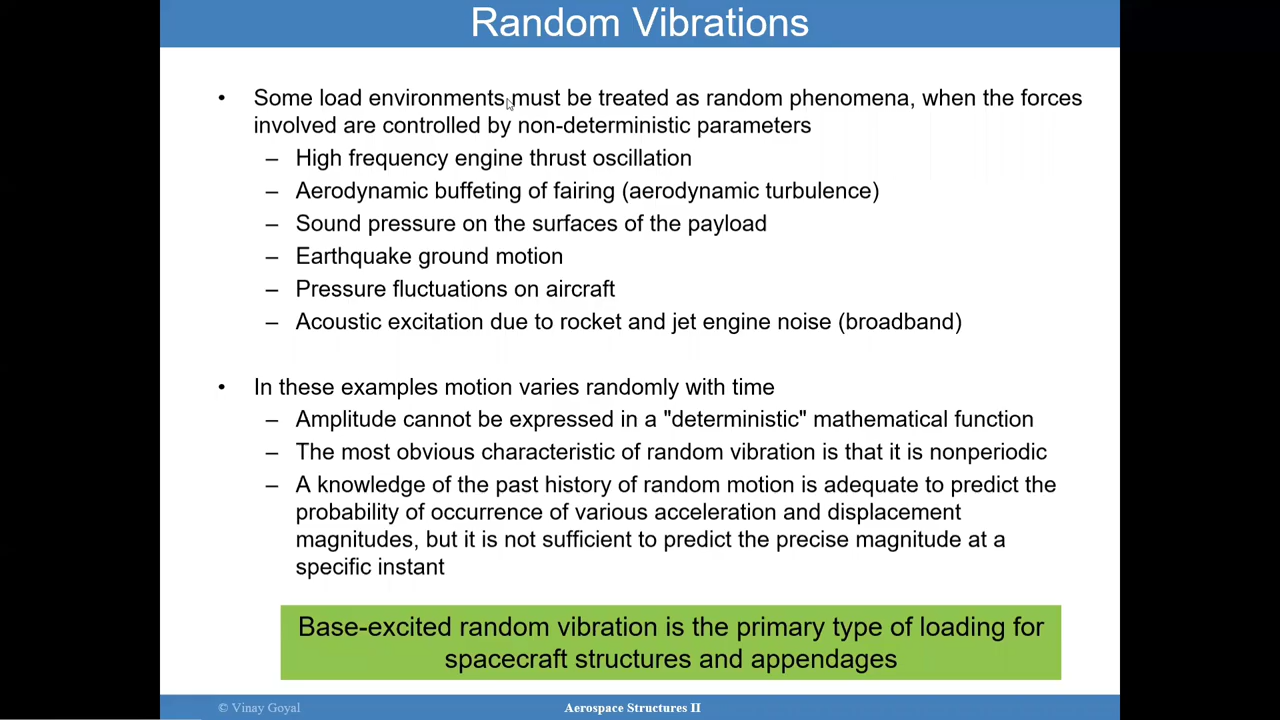 Random Vibrations
• Some load environments must be treated as random phenomena, when the forces
involved are controlled by non-deterministic parameters
– High frequency engine thrust oscillation
– Aerodynamic buffeting of fairing (aerodynamic turbulence)
– Sound pressure on the surfaces of the payload
– Earthquake ground motion
– Pressure fluctuations on aircraft
– Acoustic excitation due to rocket and jet engine noise (broadband)
• In these examples motion varies randomly with time
– Amplitude cannot be expressed in a "deterministic" mathematical function
– The most obvious characteristic of random vibration is that it is nonperiodic
– A knowledge of the past history of random motion is adequate to predict the
probability of occurrence of various acceleration and displacement
magnitudes, but it is not sufficient to predict the precise magnitude at a
specific instant
Base-excited random vibration is the primary type of loading for
spacecraft structures and appendages
© Vinay Goyal
Aerospace Structures II